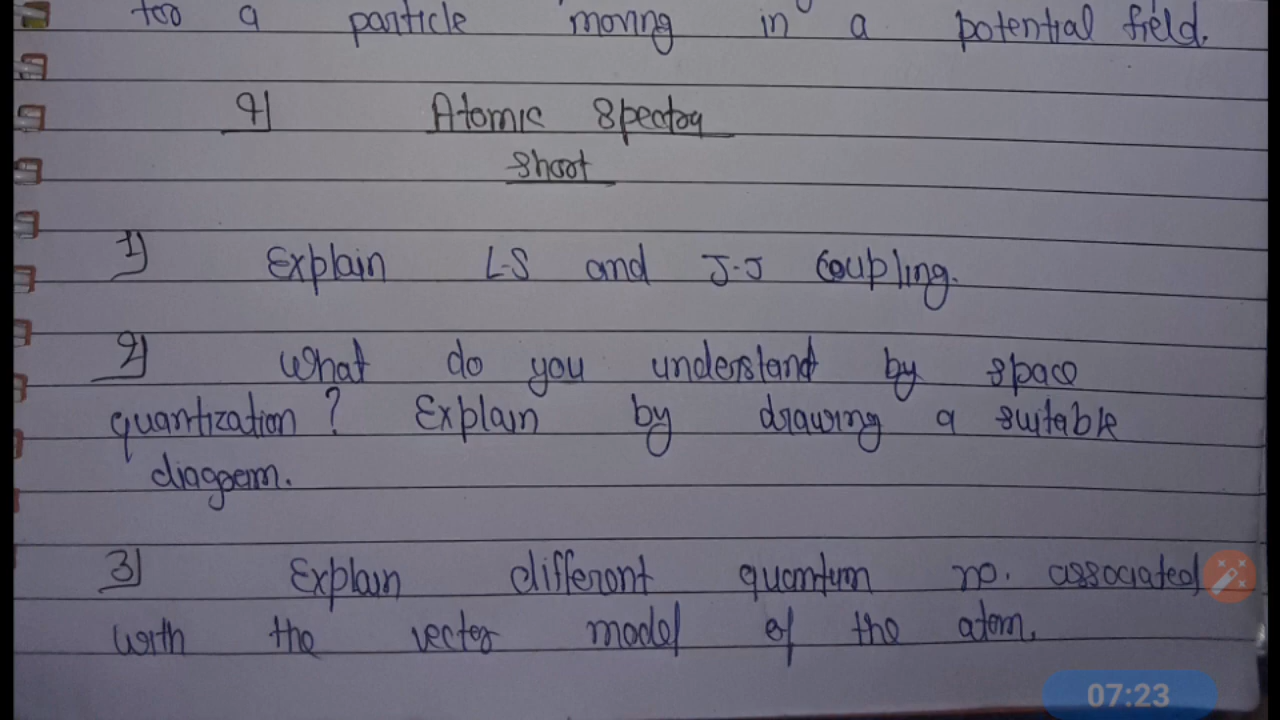 too a particle moving in a potential field.
4) Atomic Spectra
Short
1) Explain L-S and J-J Coupling.
2) What do you understand by space
quantization? Explain by drawing a suitable
diagoem.
3) Explain different quantum no. associated
with the vector model of the atom.
07:23